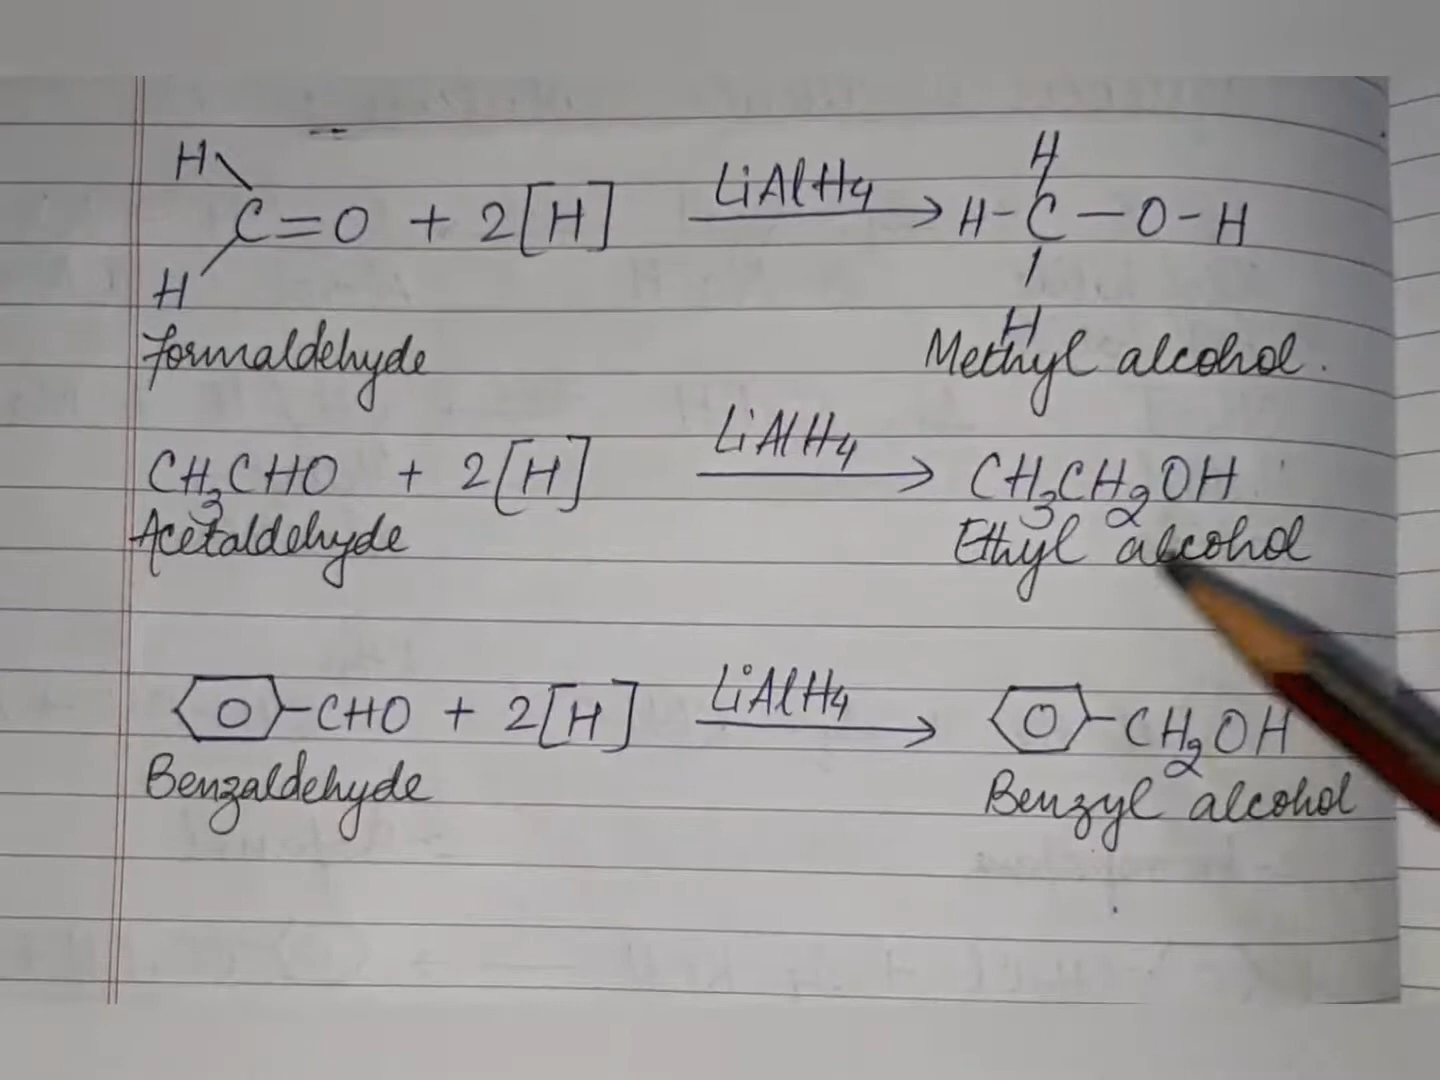 H H
C=O + 2[H] LiAlH4 → H-C-O-H
H H
Formaldehyde Methyl alcohol.
CH3CHO + 2[H] LiAlH4 → CH3CH2OH
Acetaldehyde Ethyl alcohol
-CHO + 2[H] LiAlH4 → -CH2OH
Benzaldehyde Benzyl alcohol